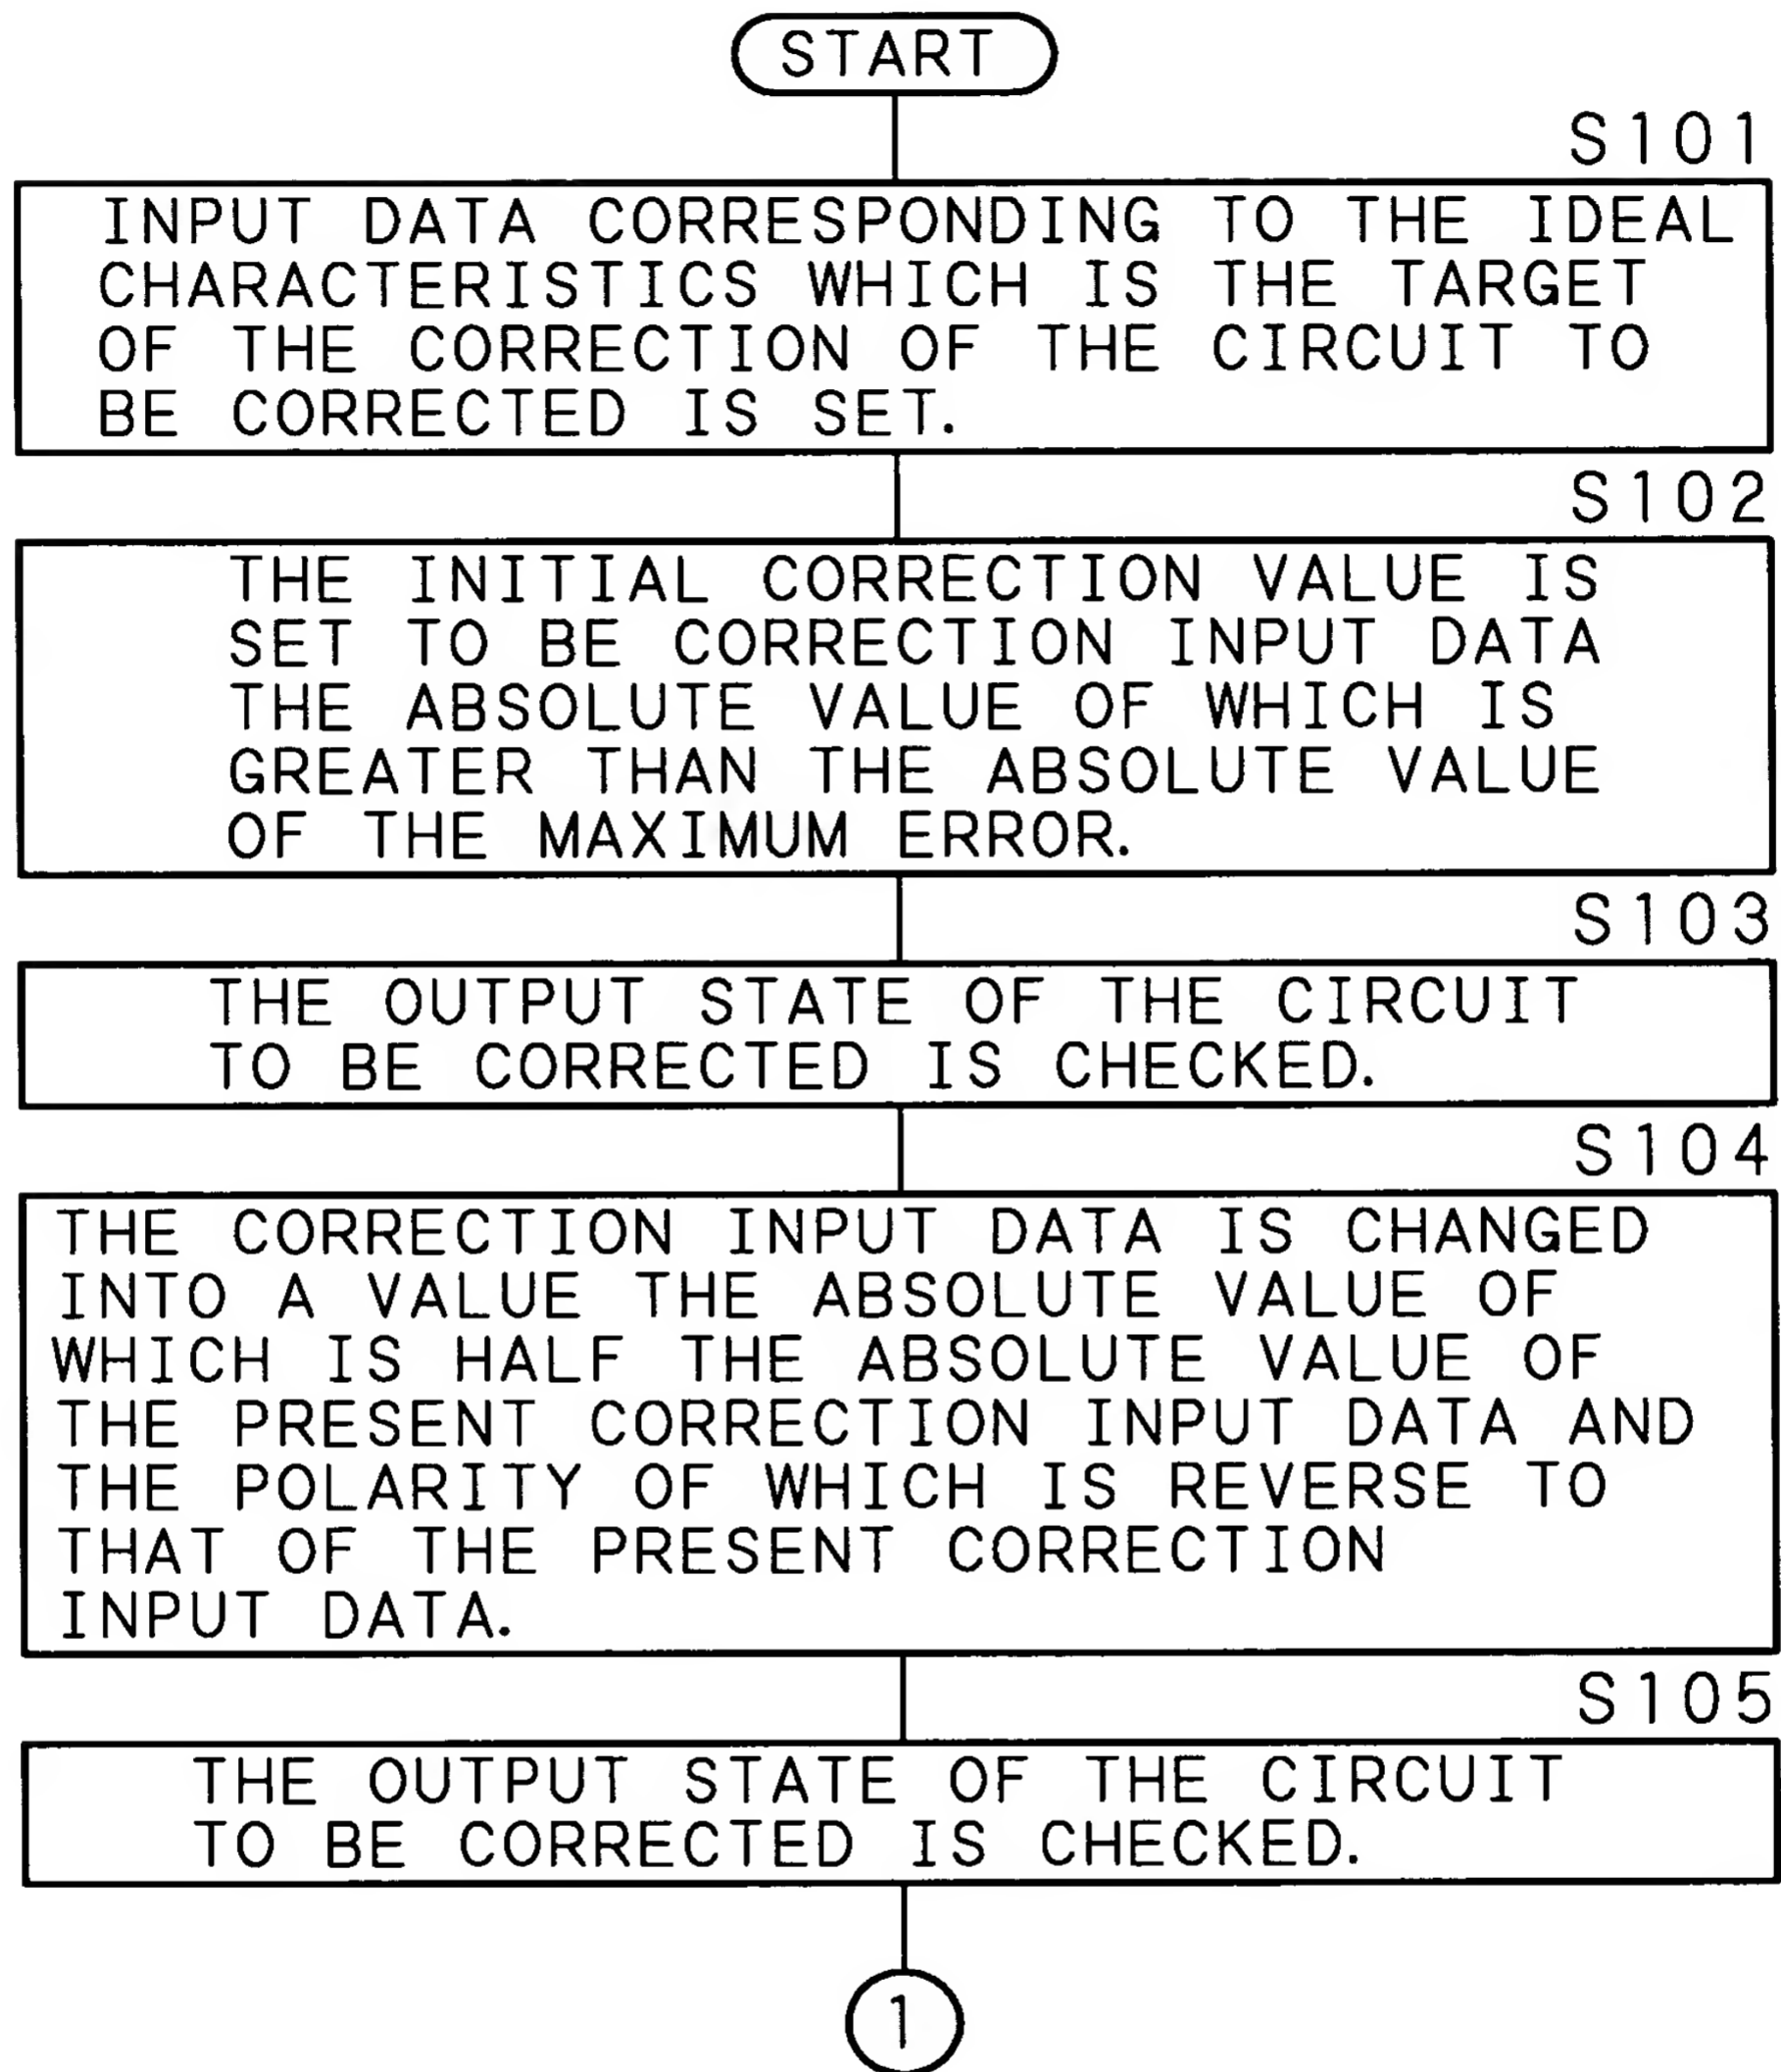 START
S101
INPUT DATA CORRESPONDING TO THE IDEAL
CHARACTERISTICS WHICH IS THE TARGET
OF THE CORRECTION OF THE CIRCUIT TO
BE CORRECTED IS SET.
S102
THE INITIAL CORRECTION VALUE IS
SET TO BE CORRECTION INPUT DATA
THE ABSOLUTE VALUE OF WHICH IS
GREATER THAN THE ABSOLUTE VALUE
OF THE MAXIMUM ERROR.
S103
THE OUTPUT STATE OF THE CIRCUIT
TO BE CORRECTED IS CHECKED.
S104
THE CORRECTION INPUT DATA IS CHANGED
INTO A VALUE THE ABSOLUTE VALUE OF
WHICH IS HALF THE ABSOLUTE VALUE OF
THE PRESENT CORRECTION INPUT DATA AND
THE POLARITY OF WHICH IS REVERSE TO
THAT OF THE PRESENT CORRECTION
INPUT DATA.
S105
THE OUTPUT STATE OF THE CIRCUIT
TO BE CORRECTED IS CHECKED.
1